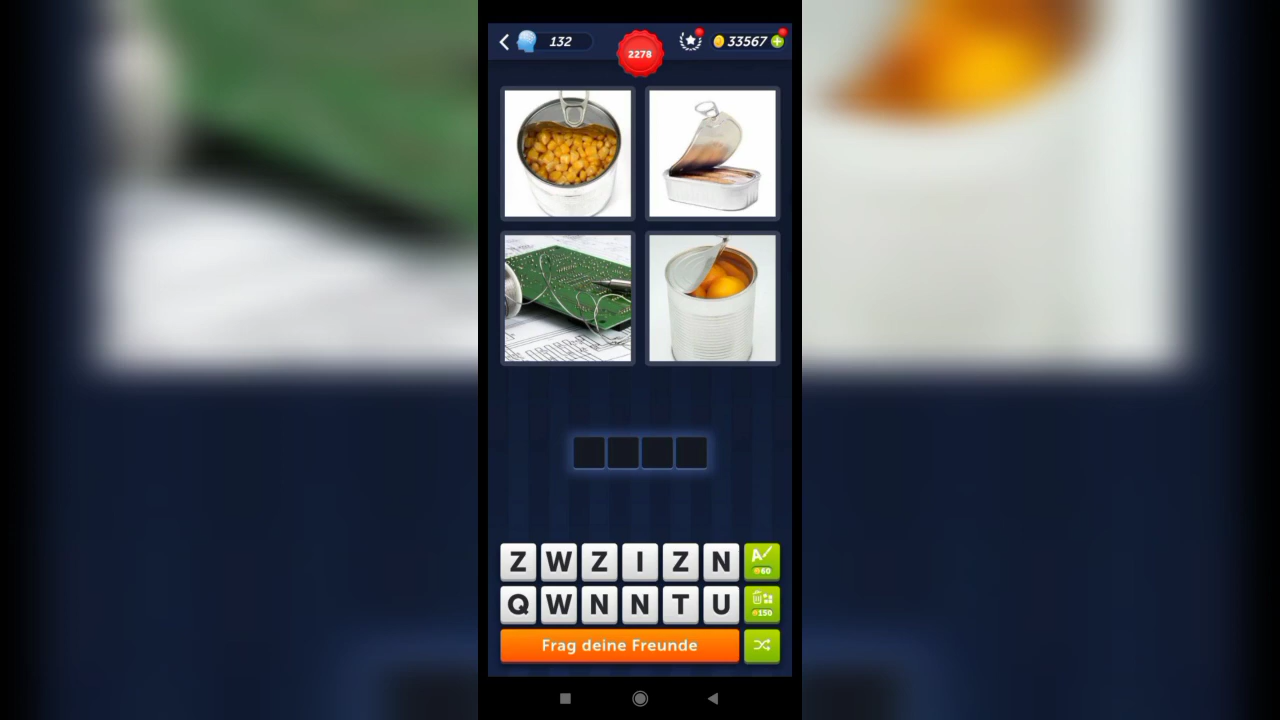 132
2278
33567
Z W Z I Z N
A 60
Q W N N T U
150
Frag deine Freunde